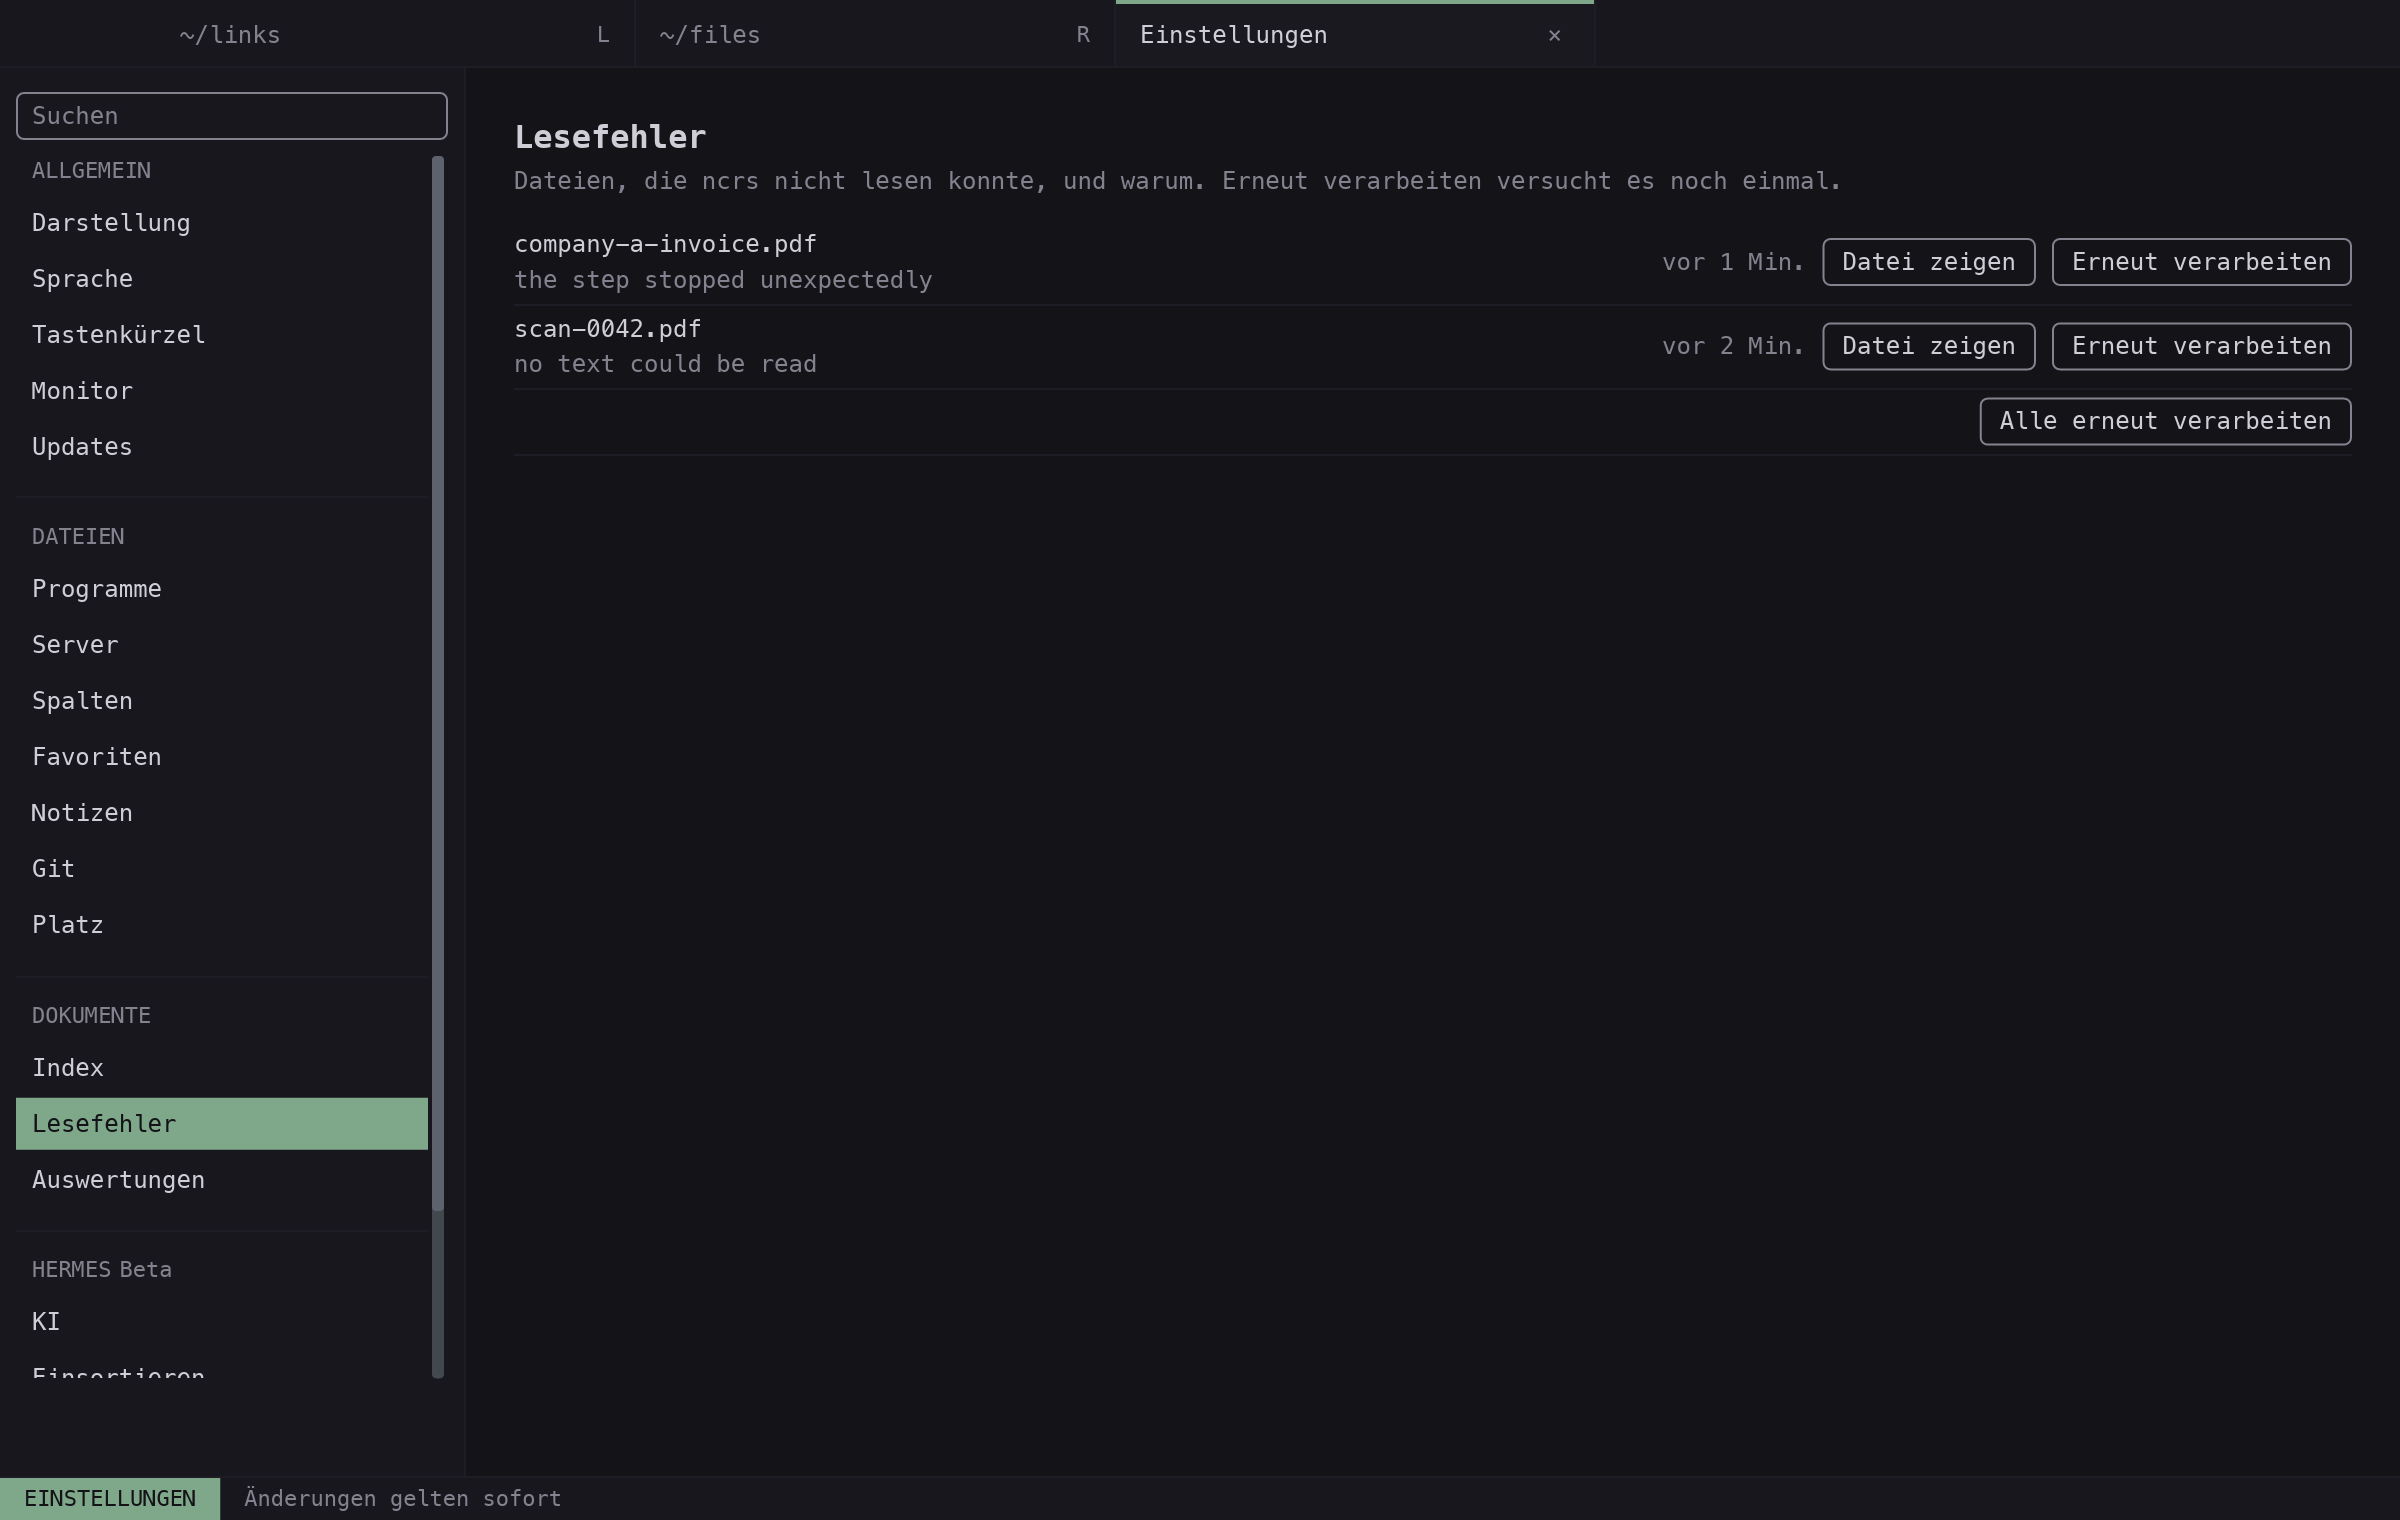 ~/links L ~/files R Einstellungen ×
Suchen
ALLGEMEIN
Darstellung
Sprache
Tastenkürzel
Monitor
Updates
DATEIEN
Programme
Server
Spalten
Favoriten
Notizen
Git
Platz
DOKUMENTE
Index
Lesefehler
Auswertungen
HERMES Beta
KI
Einsortieren
Lesefehler
Dateien, die ncrs nicht lesen konnte, und warum. Erneut verarbeiten versucht es noch einmal.
company-a-invoice.pdf
the step stopped unexpectedly
vor 1 Min. Datei zeigen Erneut verarbeiten
scan-0042.pdf
no text could be read
vor 2 Min. Datei zeigen Erneut verarbeiten
Alle erneut verarbeiten
EINSTELLUNGEN Änderungen gelten sofort